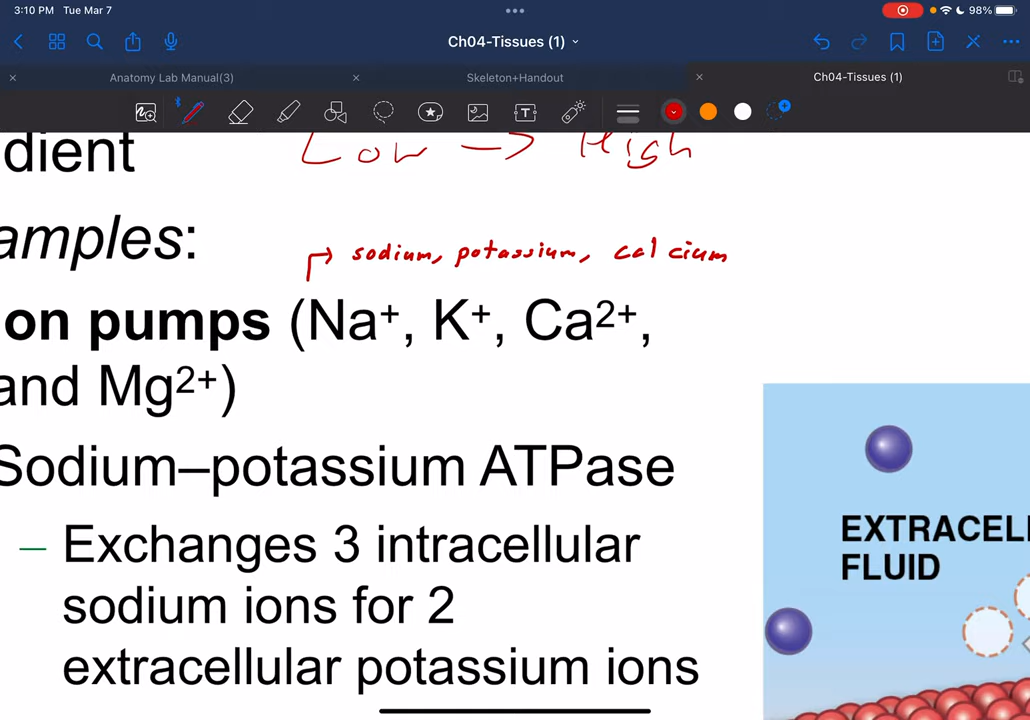 3:10 PM Tue Mar 7
98%
Ch04-Tissues (1)
Anatomy Lab Manual(3)
Skeleton+Handout
Ch04-Tissues (1)
dient
Low → High
amples:
sodium, potassium, calcium
on pumps (Na+, K+, Ca2+,
and Mg2+)
Sodium–potassium ATPase
– Exchanges 3 intracellular
sodium ions for 2
extracellular potassium ions
EXTRACEL
FLUID